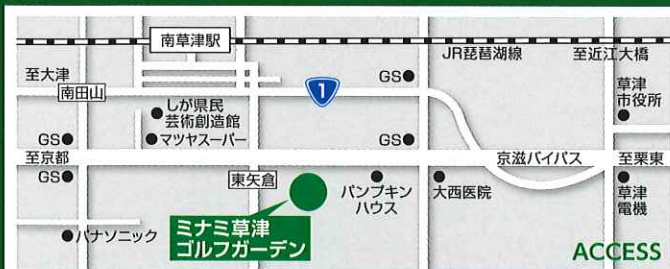 南草津駅
JR琵琶湖線
至近江大橋
至大津
南田山
1
GS
しが県民
芸術創造館
マツヤスーパー
草津
市役所
GS
GS
至京都
京滋バイパス
至栗東
GS
東矢倉
パンプキン
ハウス
大西医院
草津
電機
ミナミ草津
ゴルフガーデン
パナソニック
ACCESS